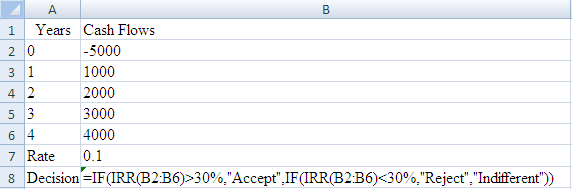 A B
1 Years Cash Flows
2 0 -5000
3 1 1000
4 2 2000
5 3 3000
6 4 4000
7 Rate 0.1
8 Decision =IF(IRR(B2:B6)>30%,"Accept",IF(IRR(B2:B6)<30%,"Reject","Indifferent"))